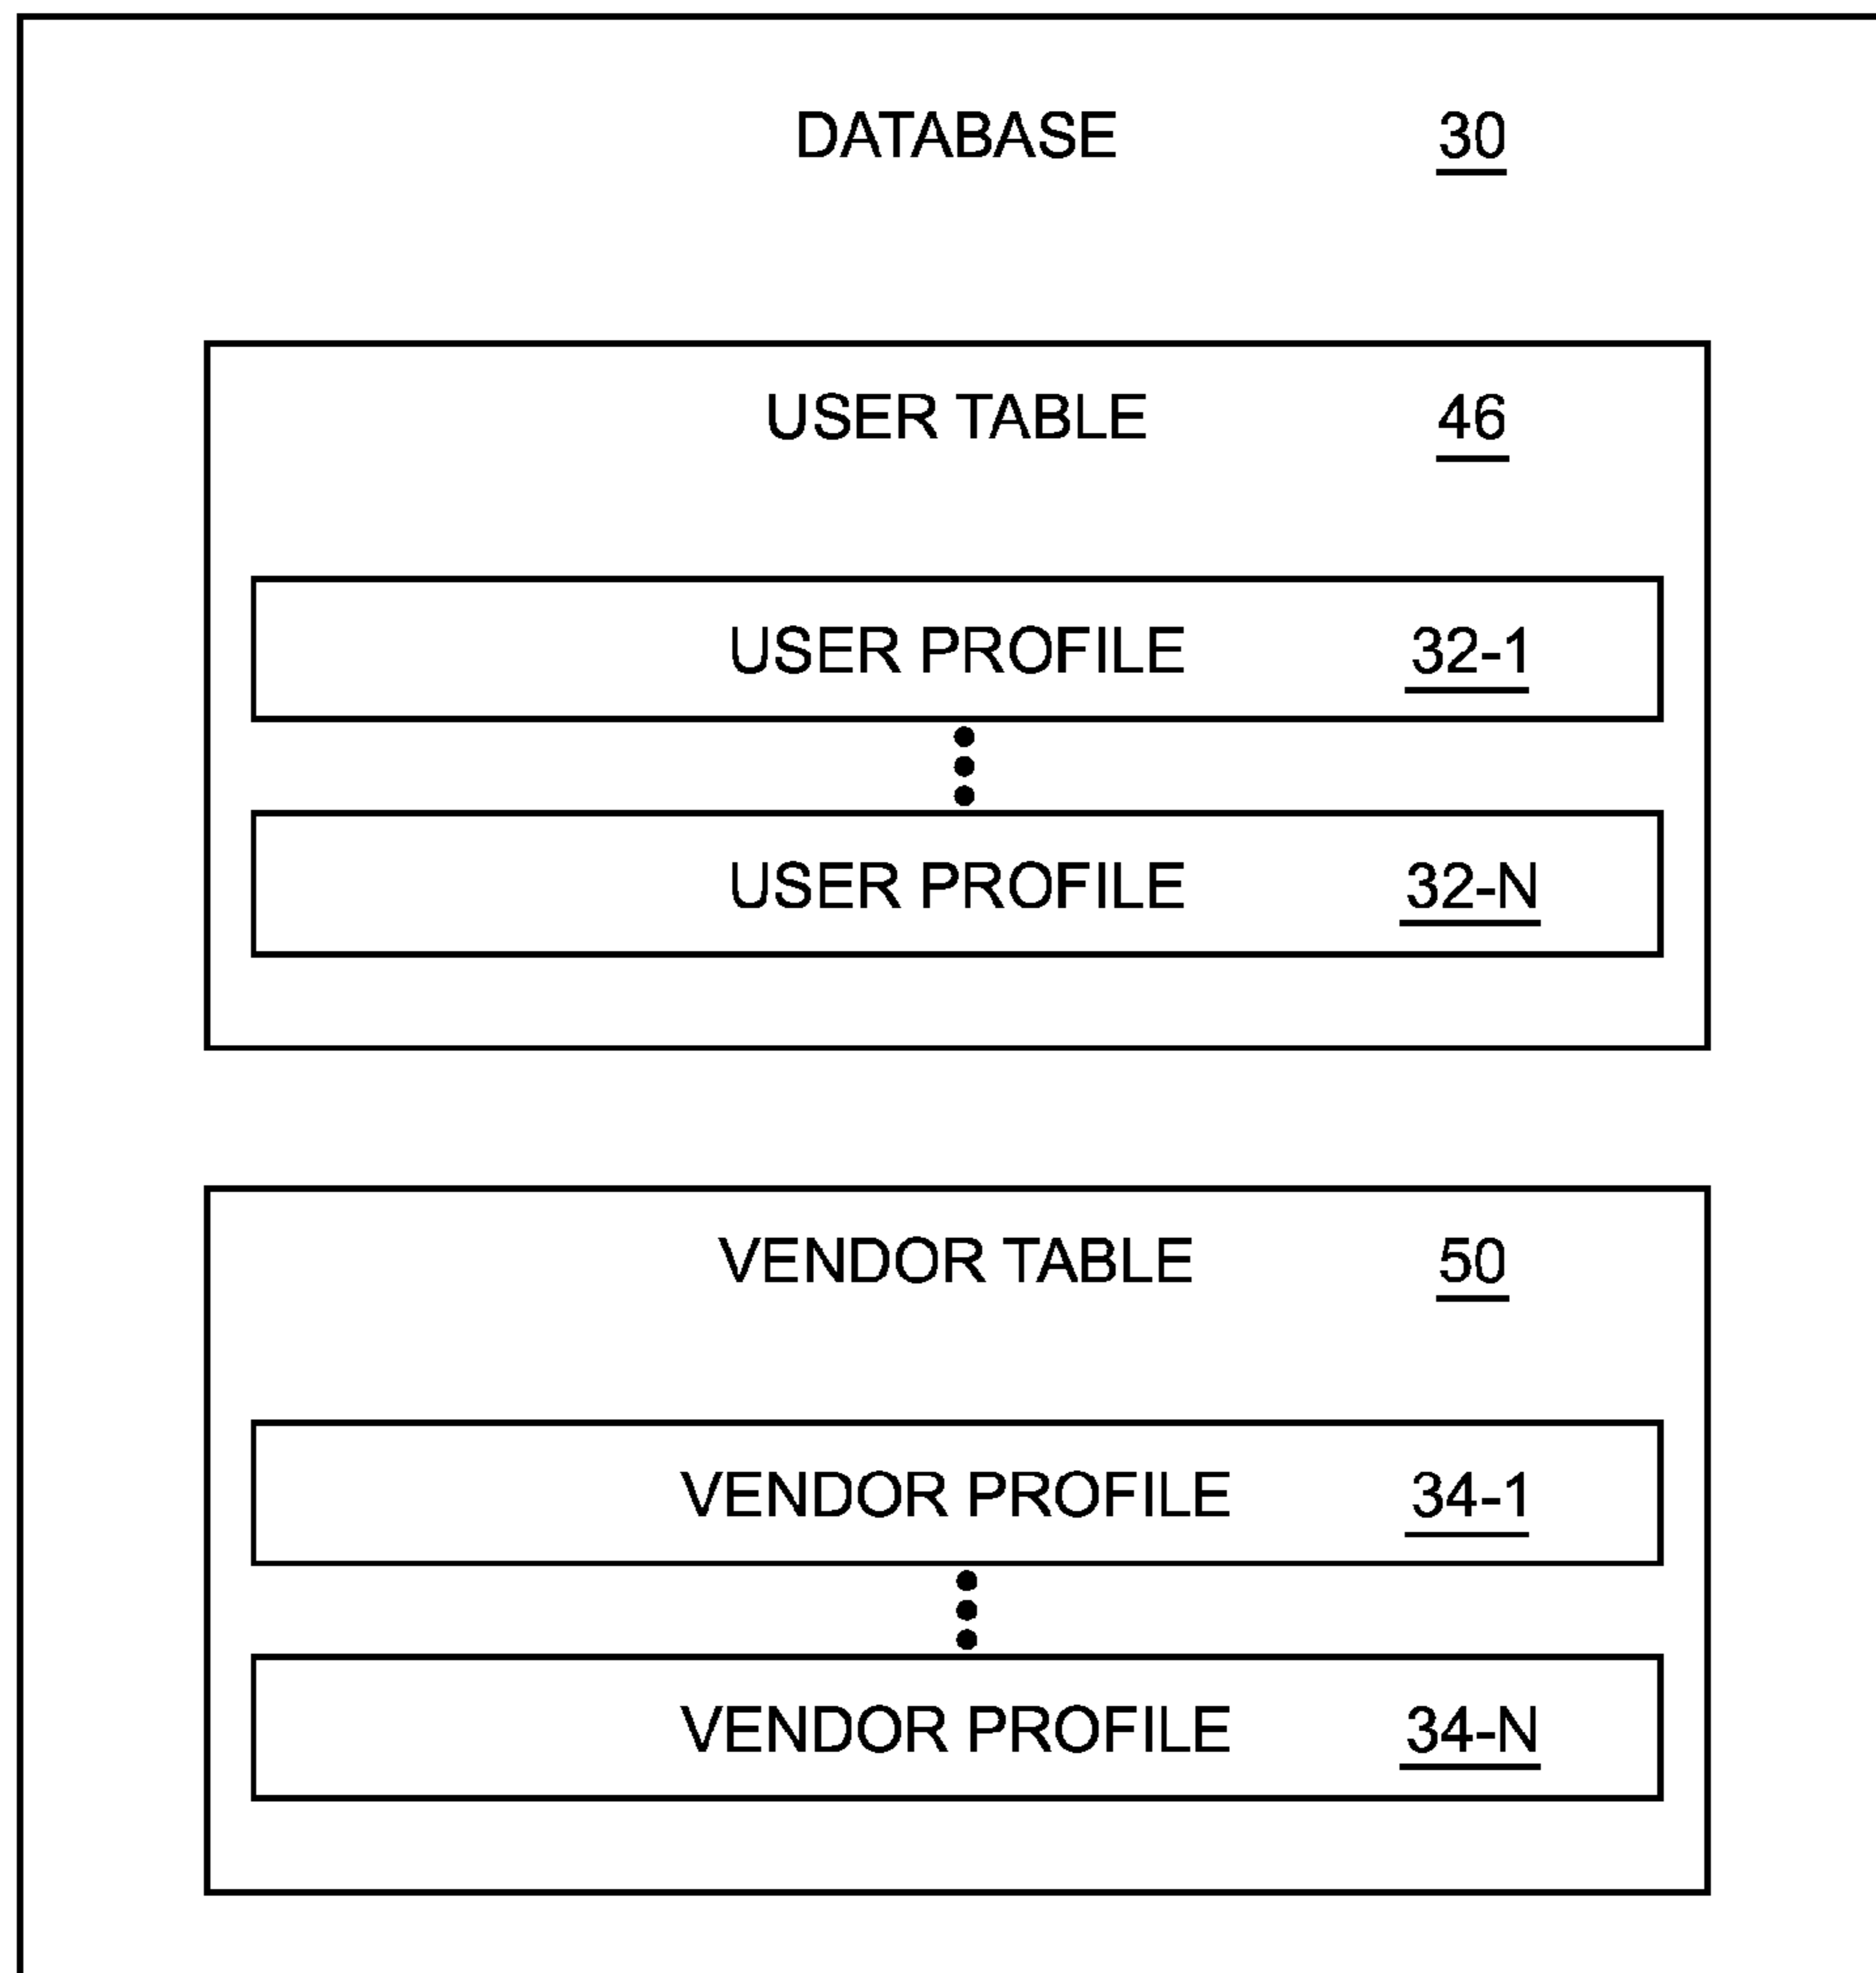 DATABASE 30
USER TABLE 46
USER PROFILE 32-1
USER PROFILE 32-N
VENDOR TABLE 50
VENDOR PROFILE 34-1
VENDOR PROFILE 34-N